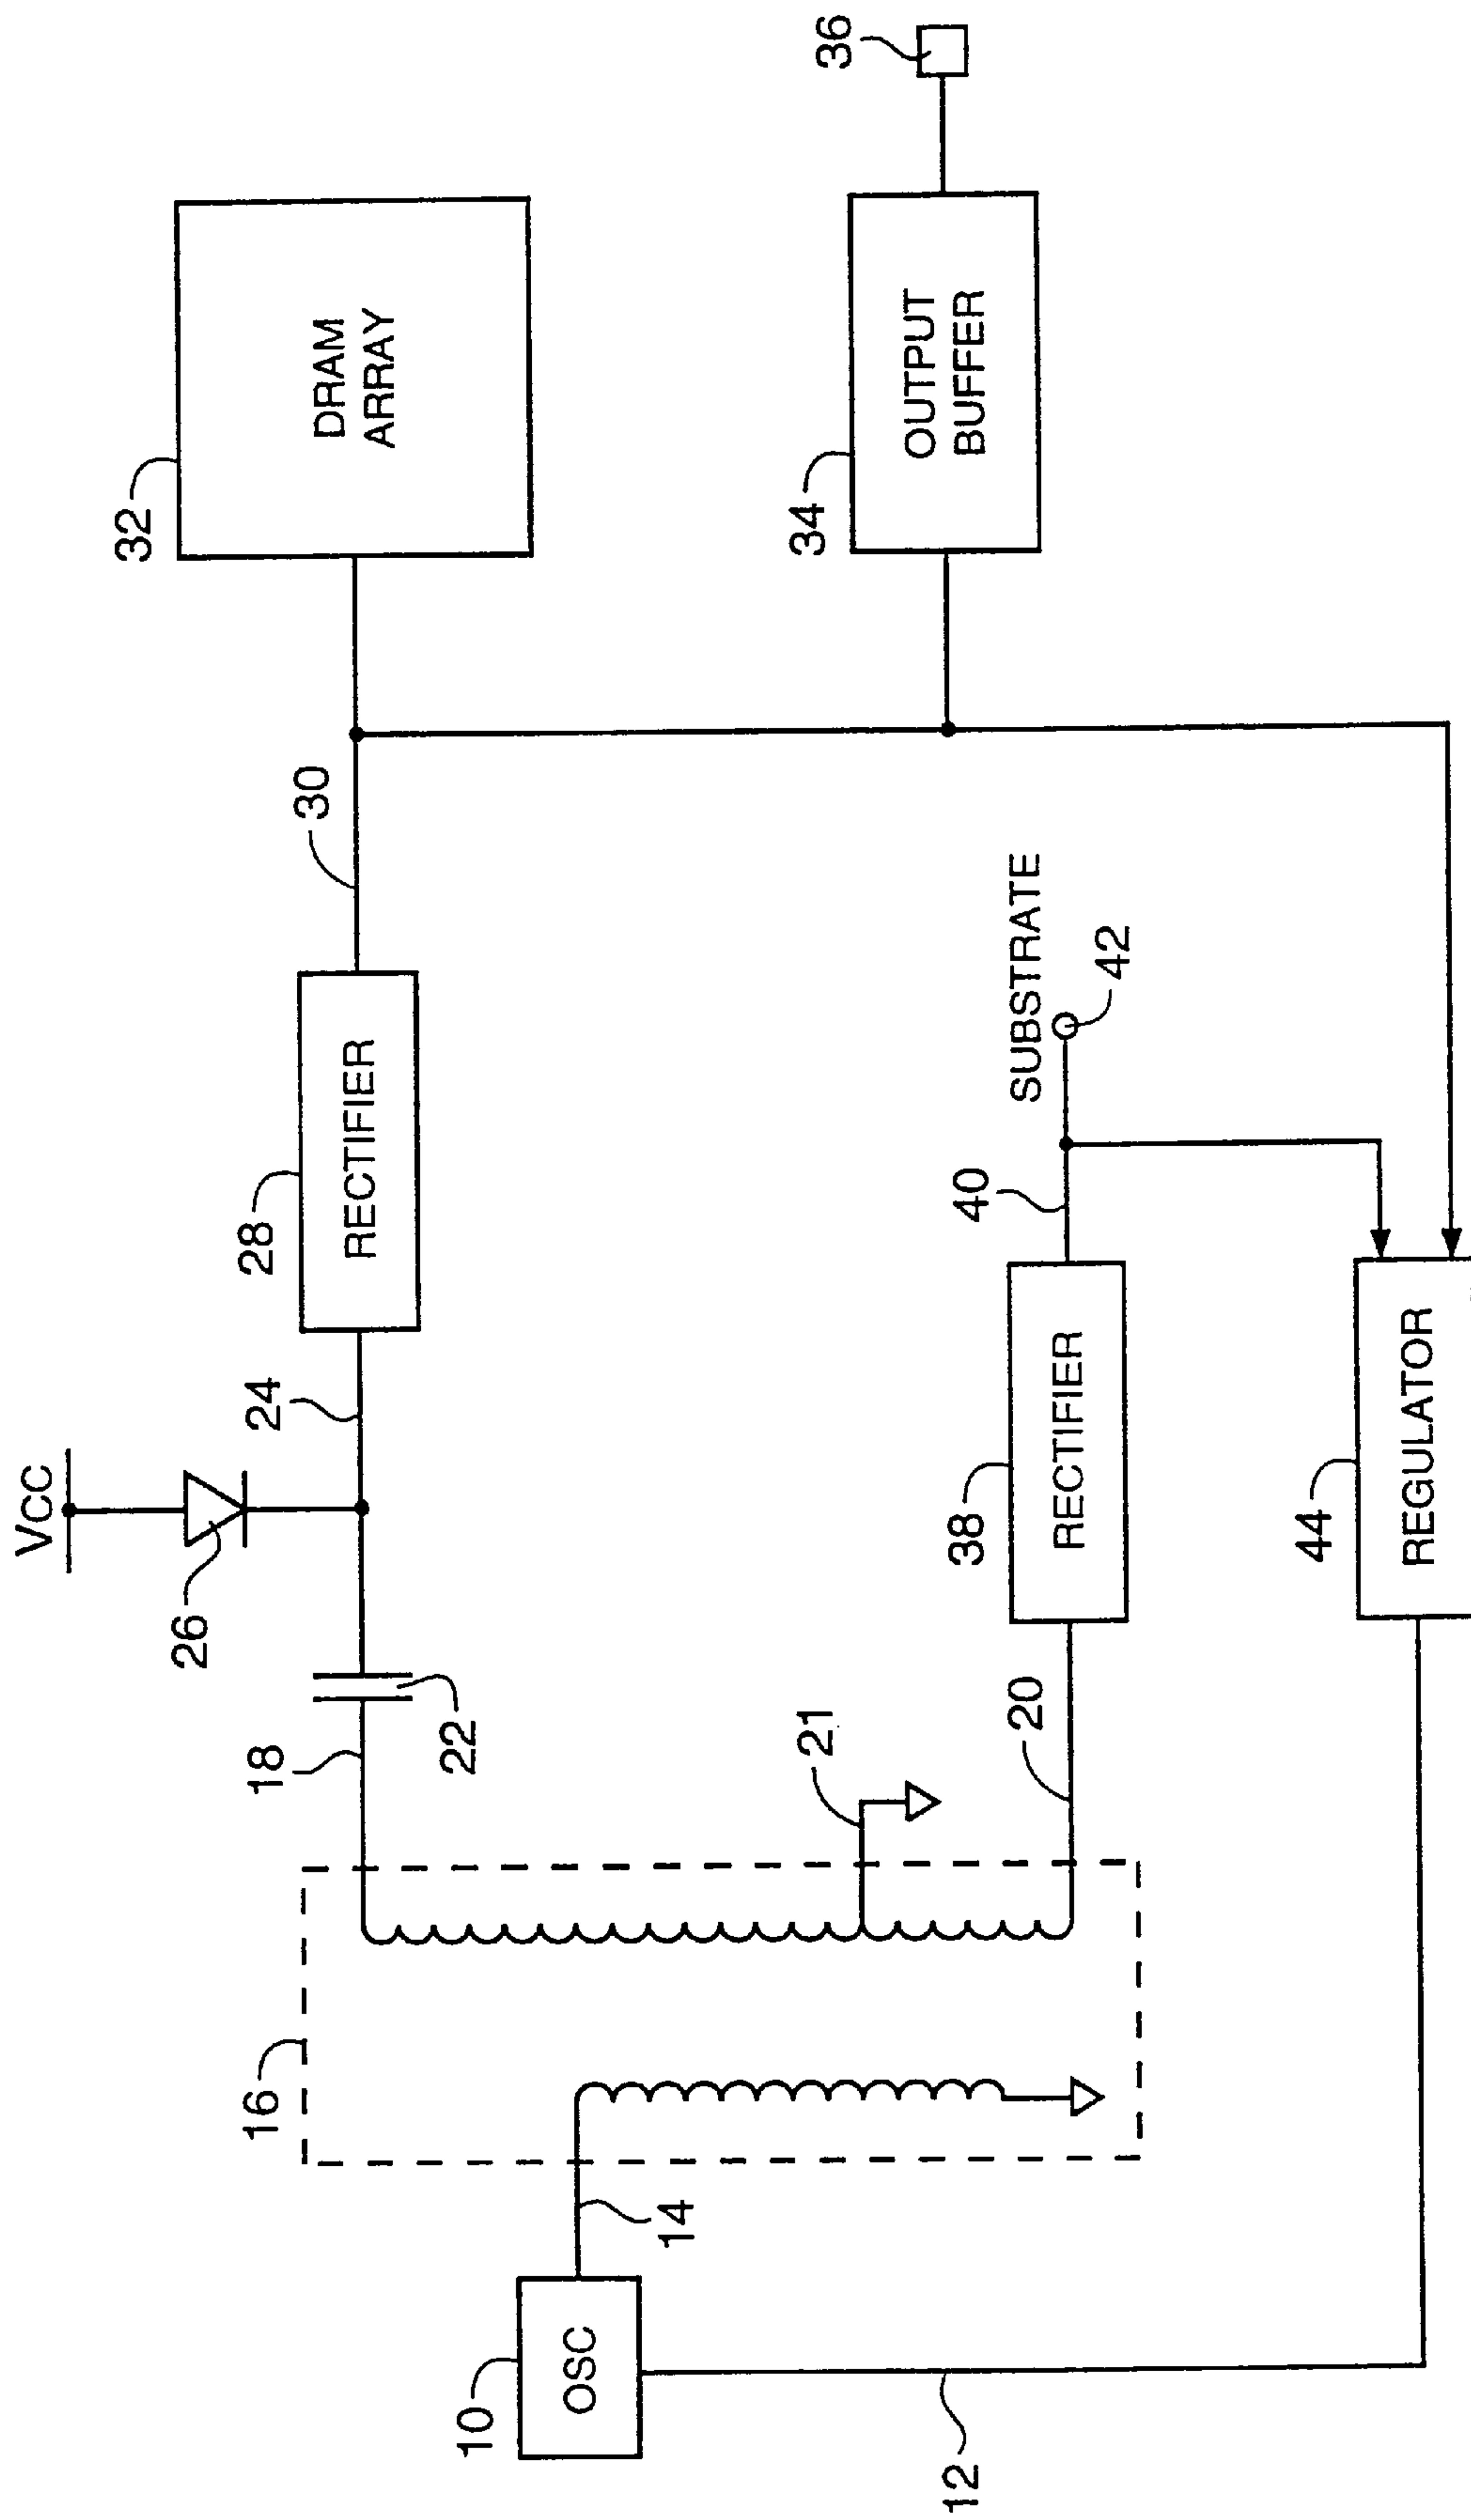 VCC
26
24
28
RECTIFIER
30
32
DRAM
ARRAY
16
18
22
10
OSC
14
21
20
38
RECTIFIER
40
SUBSTRATE
42
34
OUTPUT
BUFFER
36
12
44
REGULATOR